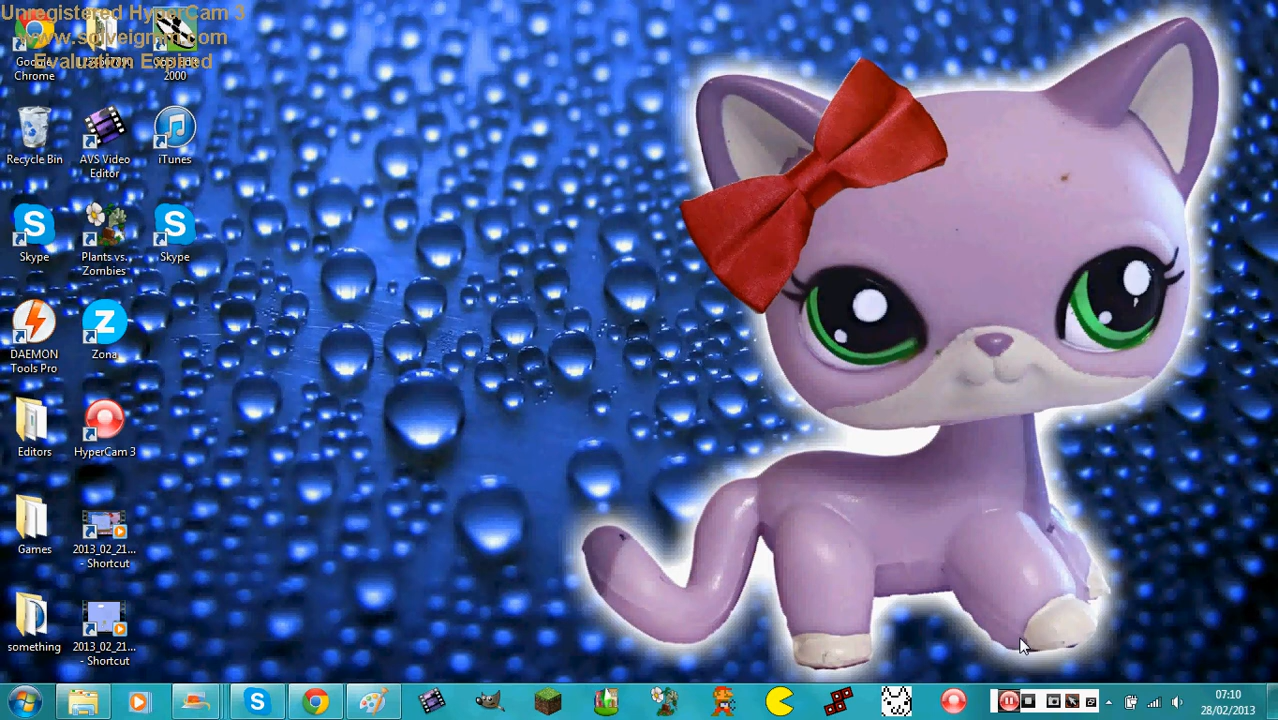 Unregistered HyperCam 3
www.solveigmm.com
Evaluation Expired
Google
Chrome
2000
Recycle Bin
AVS Video
Editor
iTunes
Skype
Plants vs.
Zombies
Skype
DAEMON
Tools Pro
Zona
Editors
HyperCam 3
Games
2013_02_21...
- Shortcut
something
2013_02_21...
- Shortcut
07:10
28/02/2013